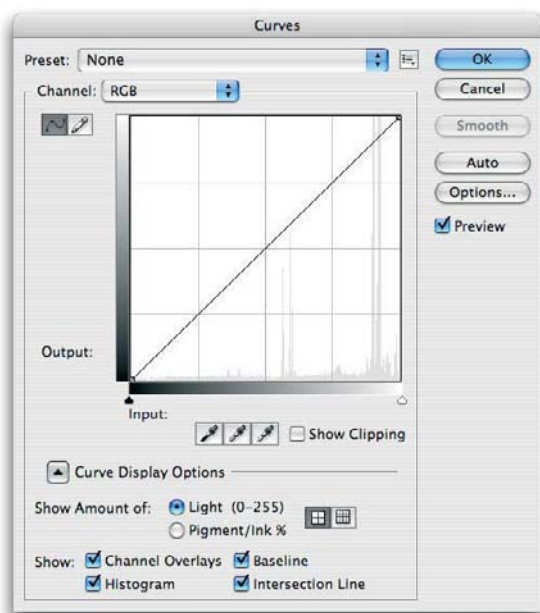 Curves
Preset: None
OK
Channel: RGB
Cancel
Smooth
Auto
Options...
Preview
Output:
Input:
Show Clipping
Curve Display Options
Show Amount of: Light (0-255)
Pigment/Ink %
Show: Channel Overlays Baseline
Histogram Intersection Line